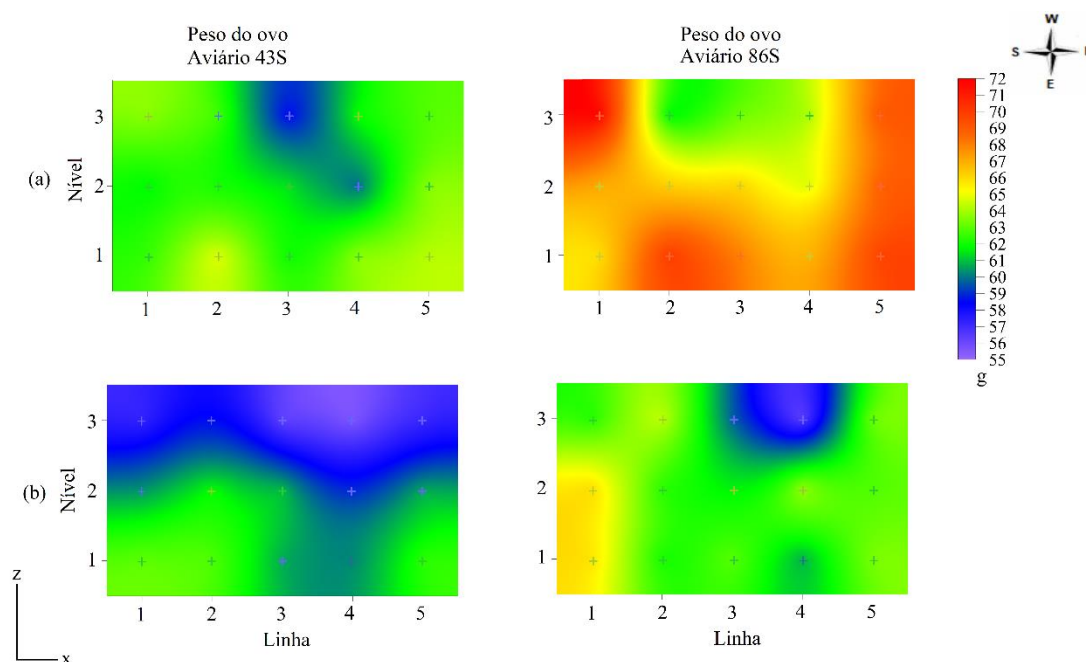 Peso do ovo
Aviário 43S
Peso do ovo
Aviário 86S
W
S
E
(a)
Nível
3
2
1
1 2 3 4 5
3
2
1
1 2 3 4 5
72
71
70
69
68
67
66
65
64
63
62
61
60
59
58
57
56
55
g
(b)
Nível
3
2
1
1 2 3 4 5
Linha
3
2
1
1 2 3 4 5
Linha
z
x